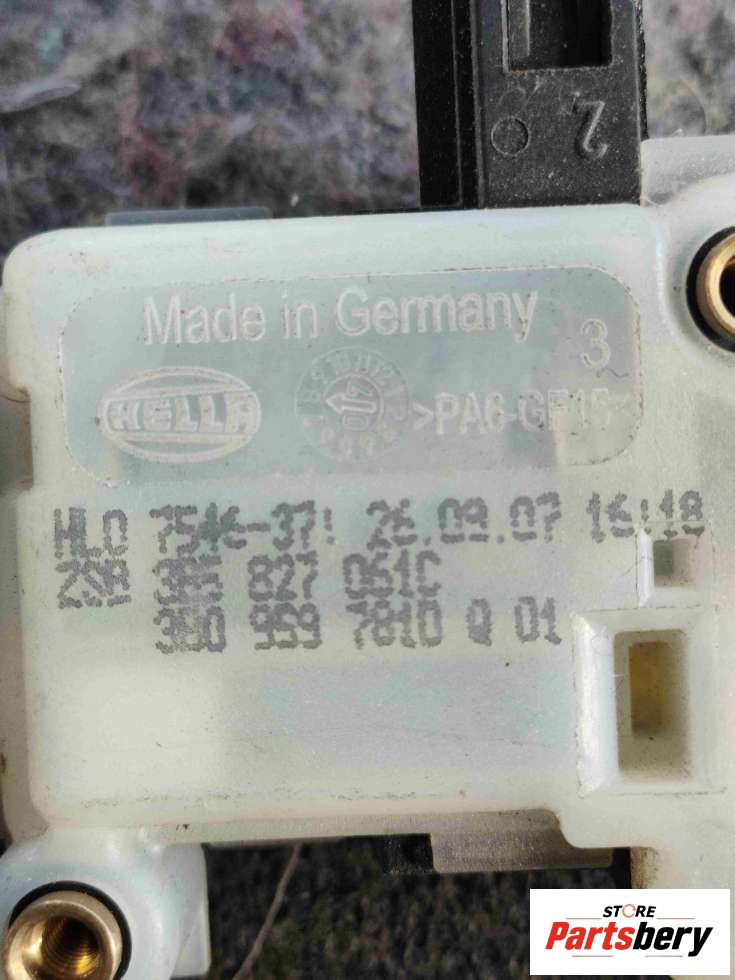 2
Made in Germany
3
HELLA
>PA6-GF15
HLO 7546-37! 26.09.07 16:18
ZSB 827 061C
3B0 959 781D Q 01
STORE
Partsbery